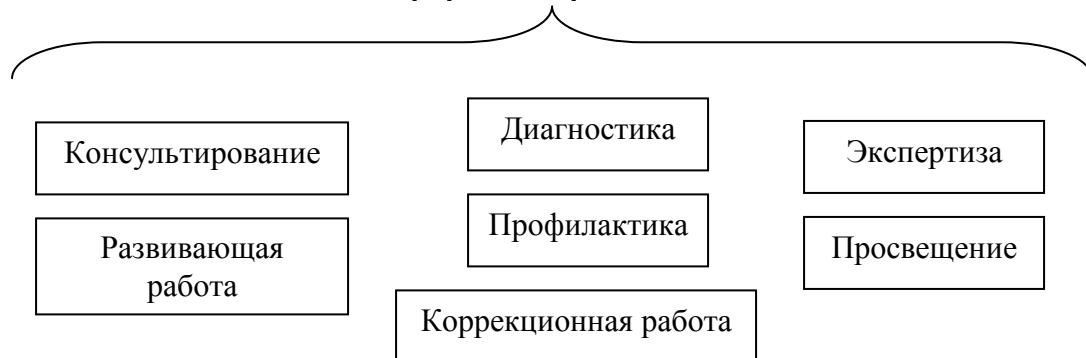 Консультирование
Развивающая
работа
Диагностика
Профилактика
Коррекционная работа
Экспертиза
Просвещение